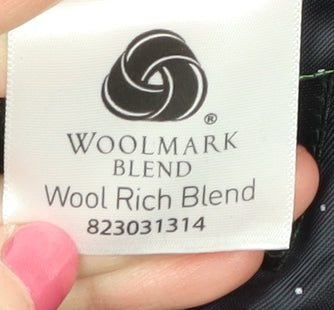 ®
WOOLMARK
BLEND
Wool Rich Blend
823031314